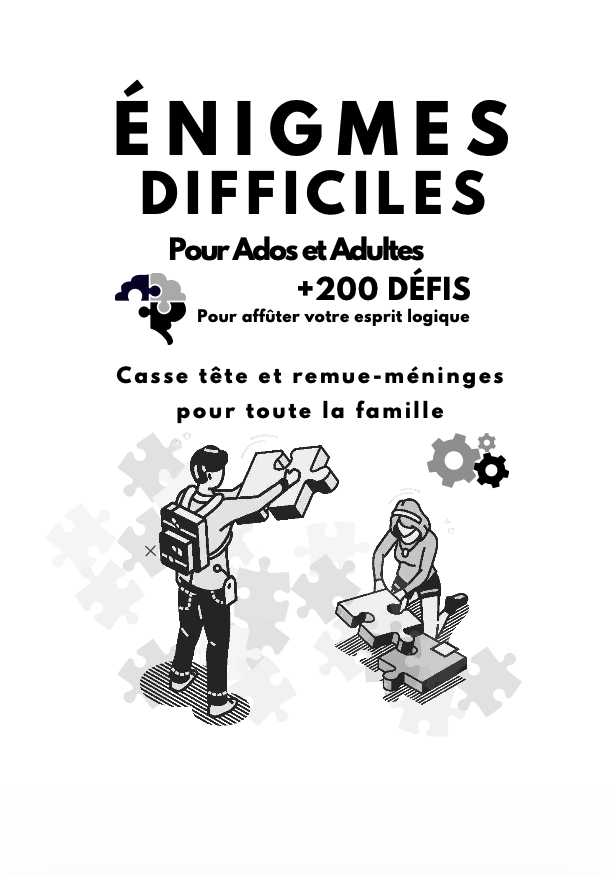 ÉNIGMES
DIFFICILES
Pour Ados et Adultes
+200 DÉFIS
Pour affûter votre esprit logique
Casse tête et remue-méninges
pour toute la famille